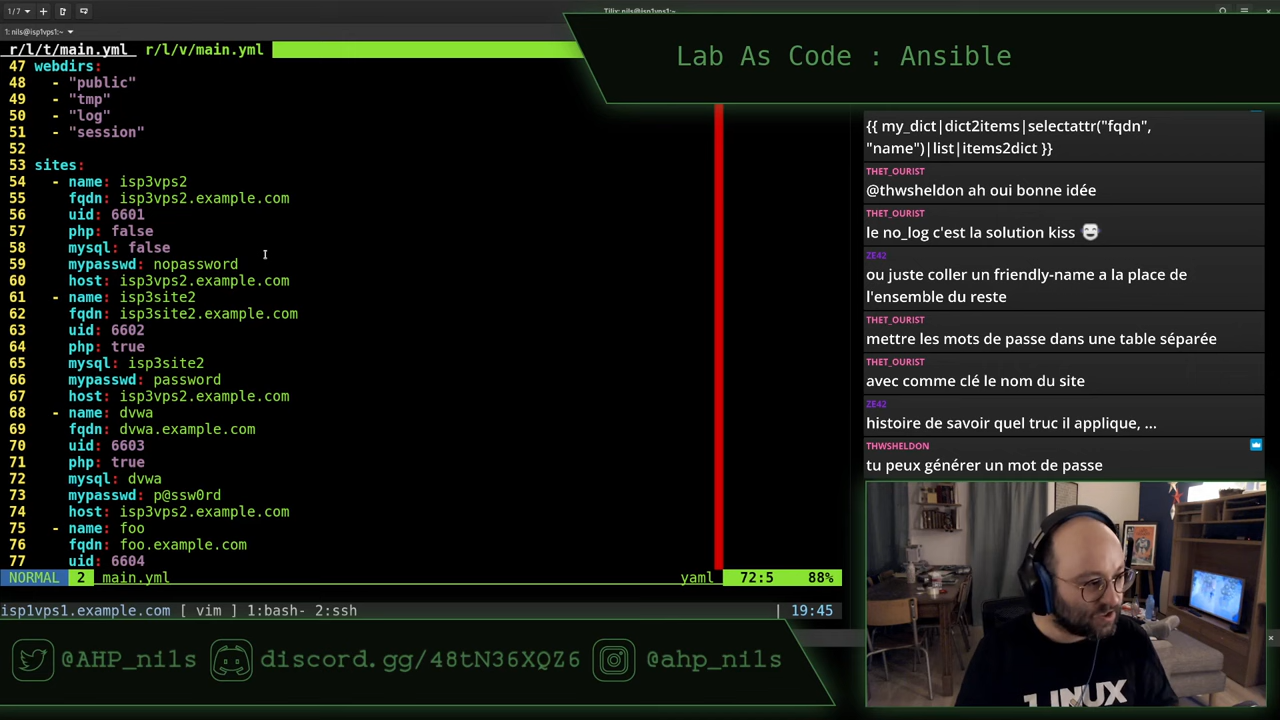 1/7
Tilix: nils@isp1vps1:~
1: nils@isp1vps1:~
r/l/t/main.yml r/l/v/main.yml
Lab As Code : Ansible
47 webdirs:
48 - "public"
49 - "tmp"
50 - "log"
51 - "session"
52
53 sites:
54 - name: isp3vps2
55 fqdn: isp3vps2.example.com
56 uid: 6601
57 php: false
58 mysql: false
59 mypasswd: nopassword
60 host: isp3vps2.example.com
61 - name: isp3site2
62 fqdn: isp3site2.example.com
63 uid: 6602
64 php: true
65 mysql: isp3site2
66 mypasswd: password
67 host: isp3vps2.example.com
68 - name: dvwa
69 fqdn: dvwa.example.com
70 uid: 6603
71 php: true
72 mysql: dvwa
73 mypasswd: p@ssw0rd
74 host: isp3vps2.example.com
75 - name: foo
76 fqdn: foo.example.com
77 uid: 6604
NORMAL 2 main.yml yaml 72:5 88%
isp1vps1.example.com [ vim ] 1:bash- 2:ssh | 19:45
{{ my_dict|dict2items|selectattr("fqdn",
"name")|list|items2dict }}
THET_OURIST
@thwsheldon ah oui bonne idée
THET_OURIST
le no_log c'est la solution kiss
ZE42
ou juste coller un friendly-name a la place de
l'ensemble du reste
THET_OURIST
mettre les mots de passe dans une table séparée
THET_OURIST
avec comme clé le nom du site
ZE42
histoire de savoir quel truc il applique, ...
THWSHELDON
tu peux générer un mot de passe
LINUX
@AHP_nils discord.gg/48tN36XQZ6 @ahp_nils